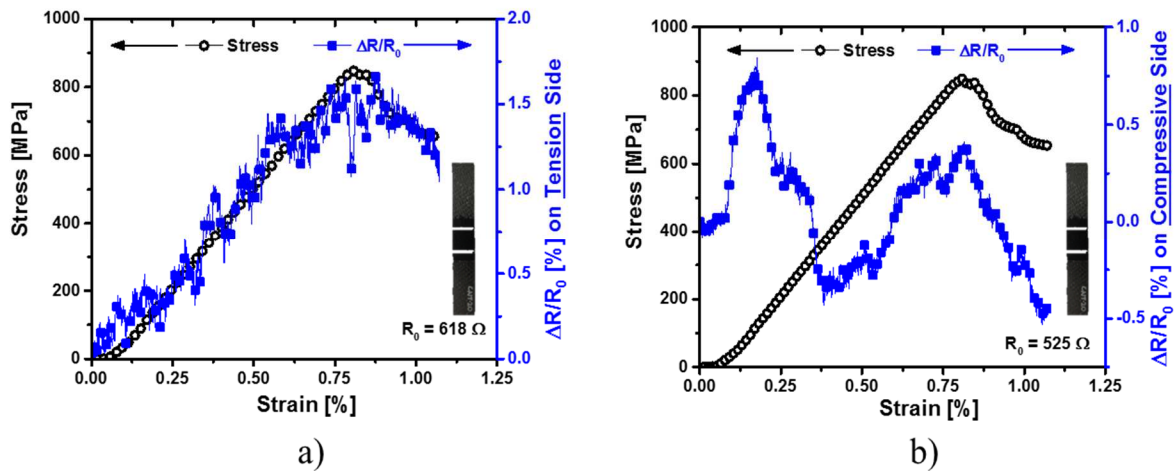 a)
Stress
ΔR/R0
1000
800
600
400
200
0
Stress [MPa]
2.0
1.5
1.0
0.5
0.0
ΔR/R0 [%] on Tension Side
R0 = 618 Ω
0.00 0.25 0.50 0.75 1.00 1.25
Strain [%]
a)
b)
Stress
ΔR/R0
1000
800
600
400
200
0
Stress [MPa]
1.0
0.5
0.0
-0.5
ΔR/R0 [%] on Compressive Side
R0 = 525 Ω
0.00 0.25 0.50 0.75 1.00 1.25
Strain [%]
b)